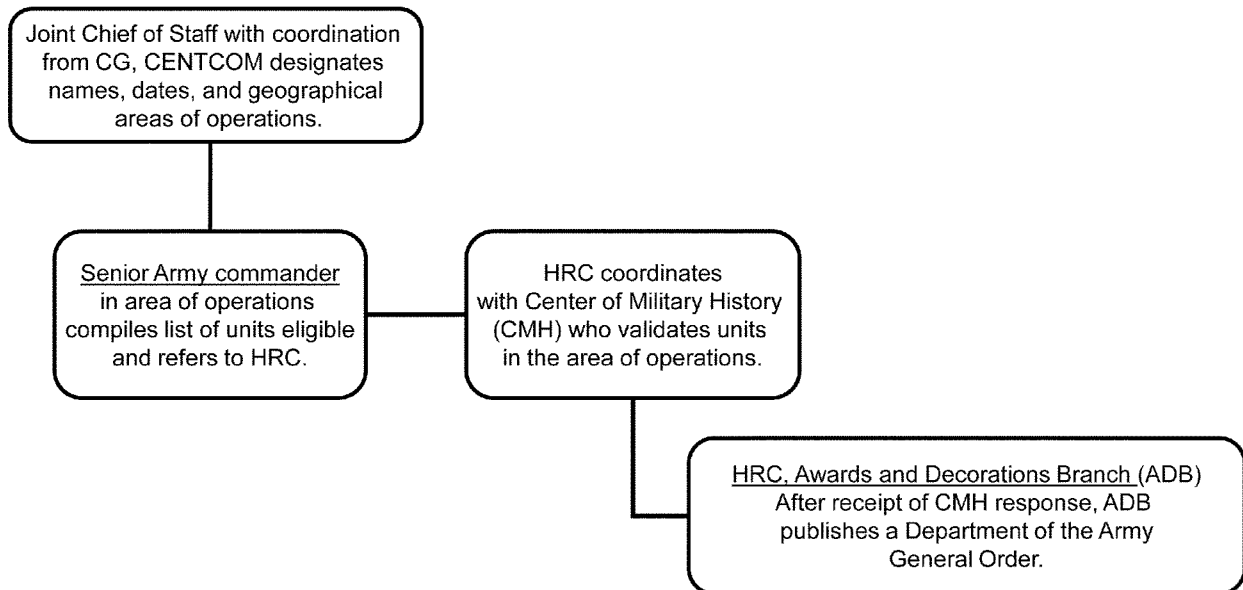 Joint Chief of Staff with coordination
from CG, CENTCOM designates
names, dates, and geographical
areas of operations.
Senior Army commander
in area of operations
compiles list of units eligible
and refers to HRC.
HRC coordinates
with Center of Military History
(CMH) who validates units
in the area of operations.
HRC, Awards and Decorations Branch (ADB)
After receipt of CMH response, ADB
publishes a Department of the Army
General Order.